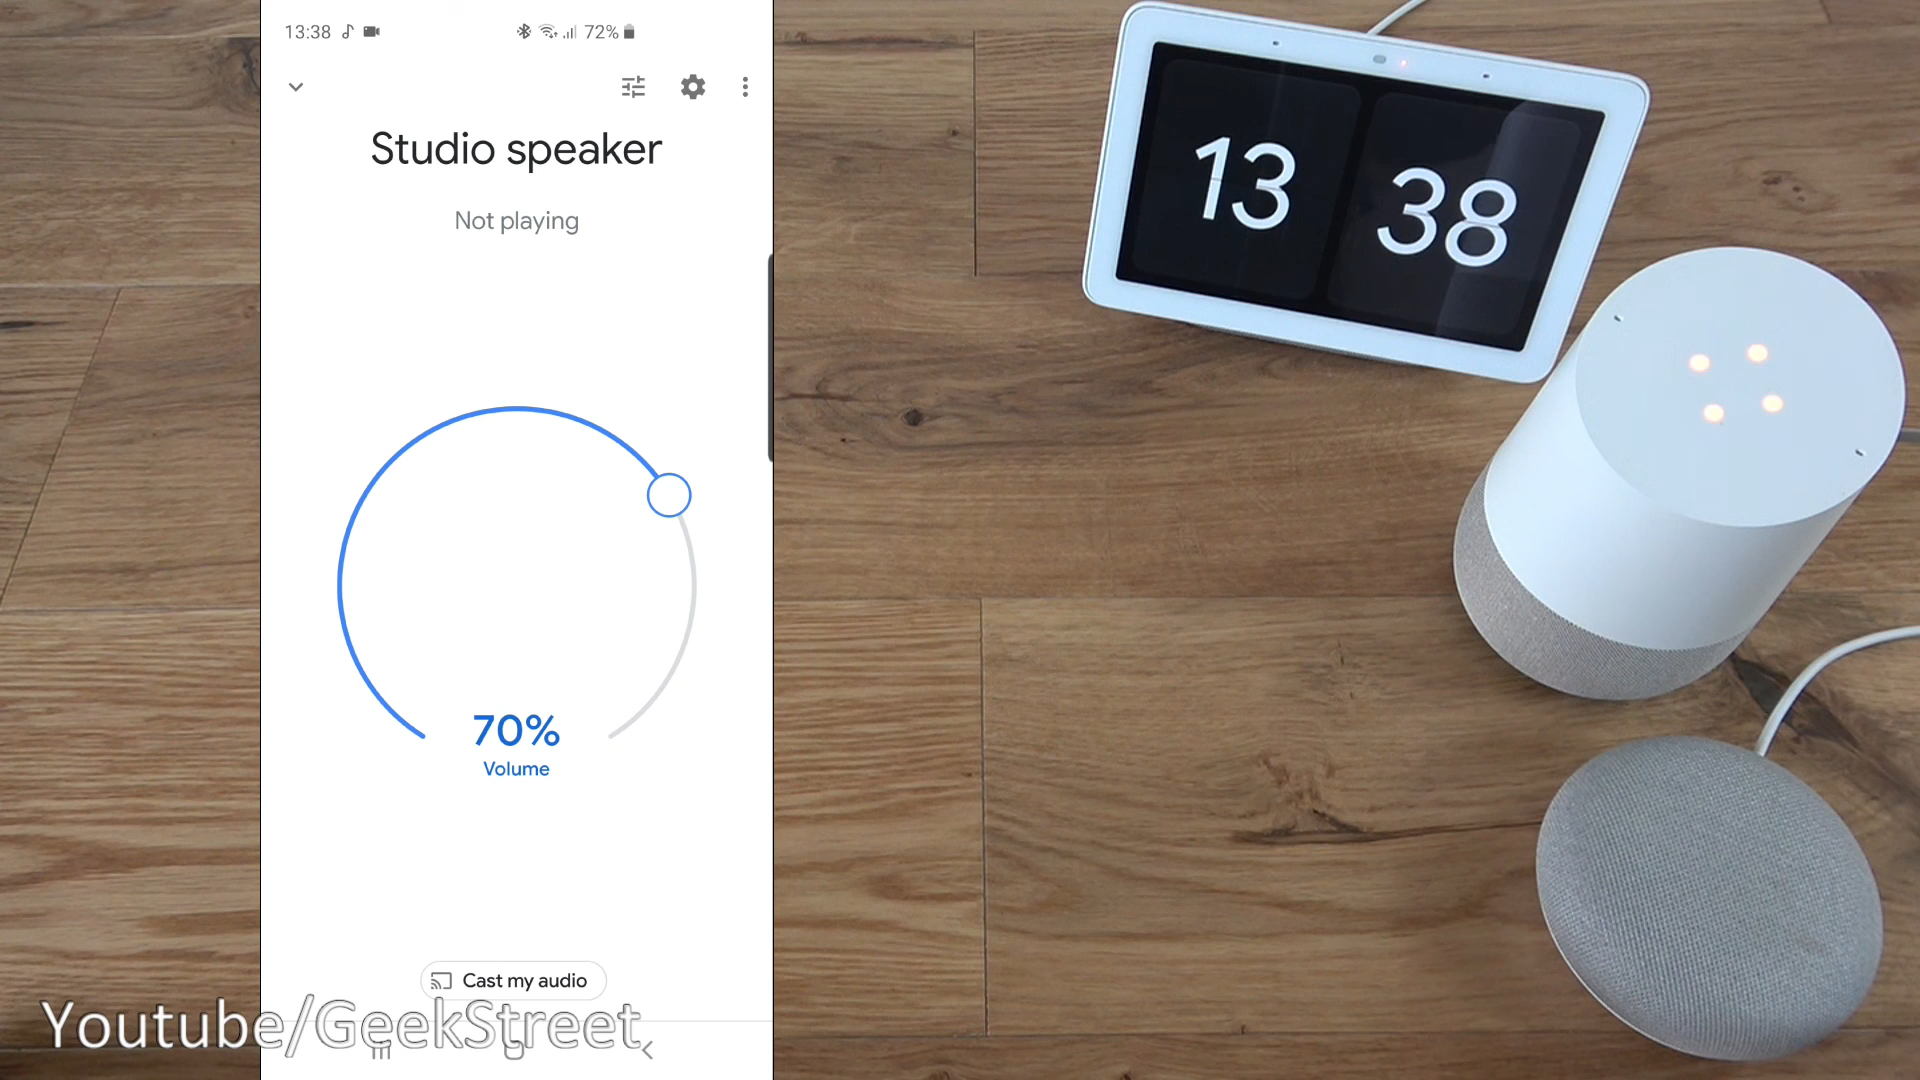 13:38
72%
Studio speaker
Not playing
70%
Volume
Cast my audio
13 38
Youtube/GeekStreet